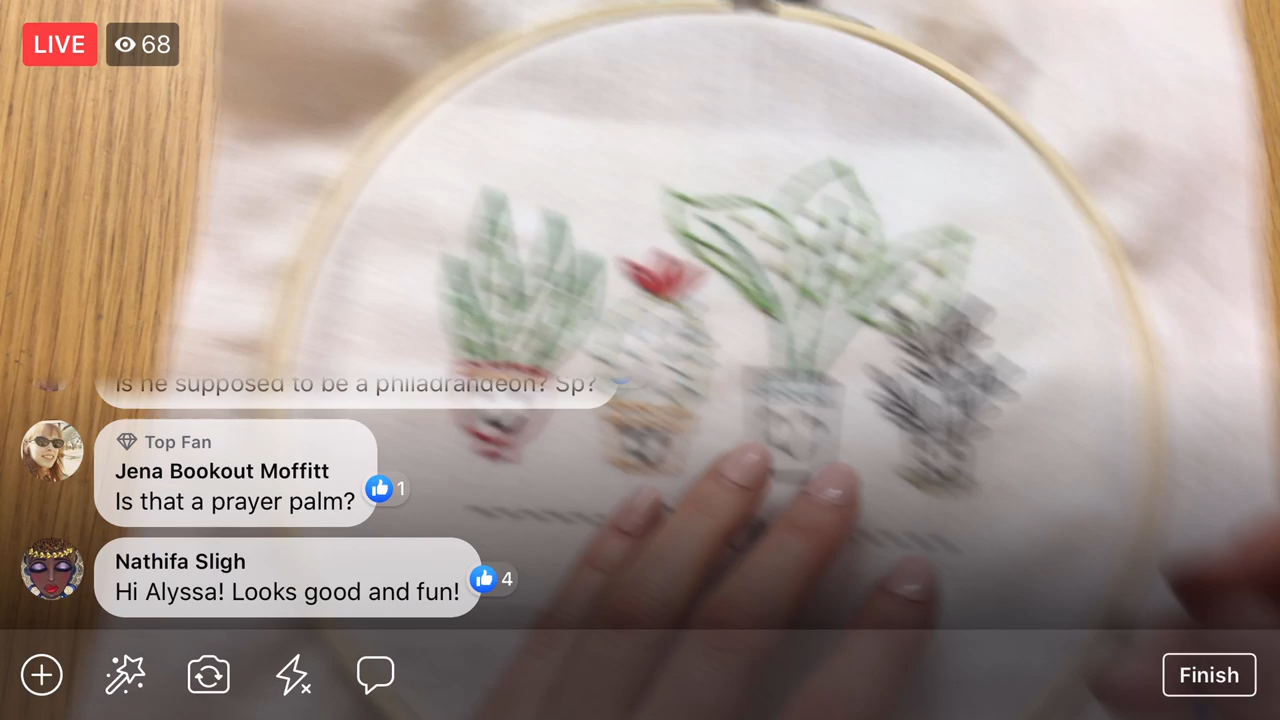 LIVE
68
is he supposed to be a philadrandeon? Sp?
Top Fan
Jena Bookout Moffitt
Is that a prayer palm?
1
Nathifa Sligh
Hi Alyssa! Looks good and fun!
4
Finish